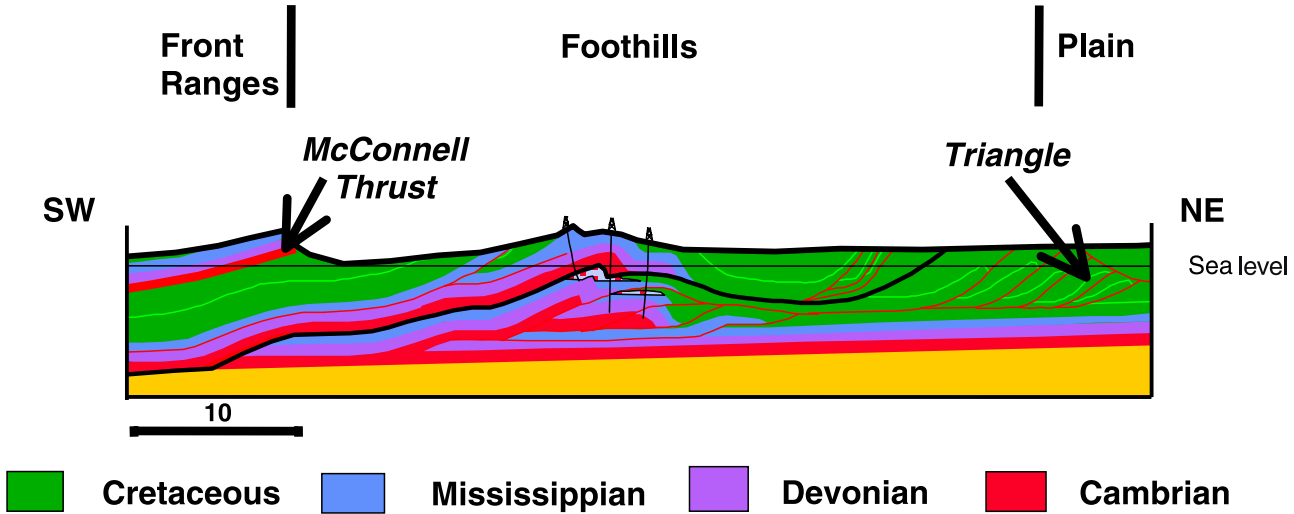 Front
Ranges
Foothills
Plain
McConnell
Thrust
Triangle
SW
NE
Sea level
10
Cretaceous
Mississippian
Devonian
Cambrian